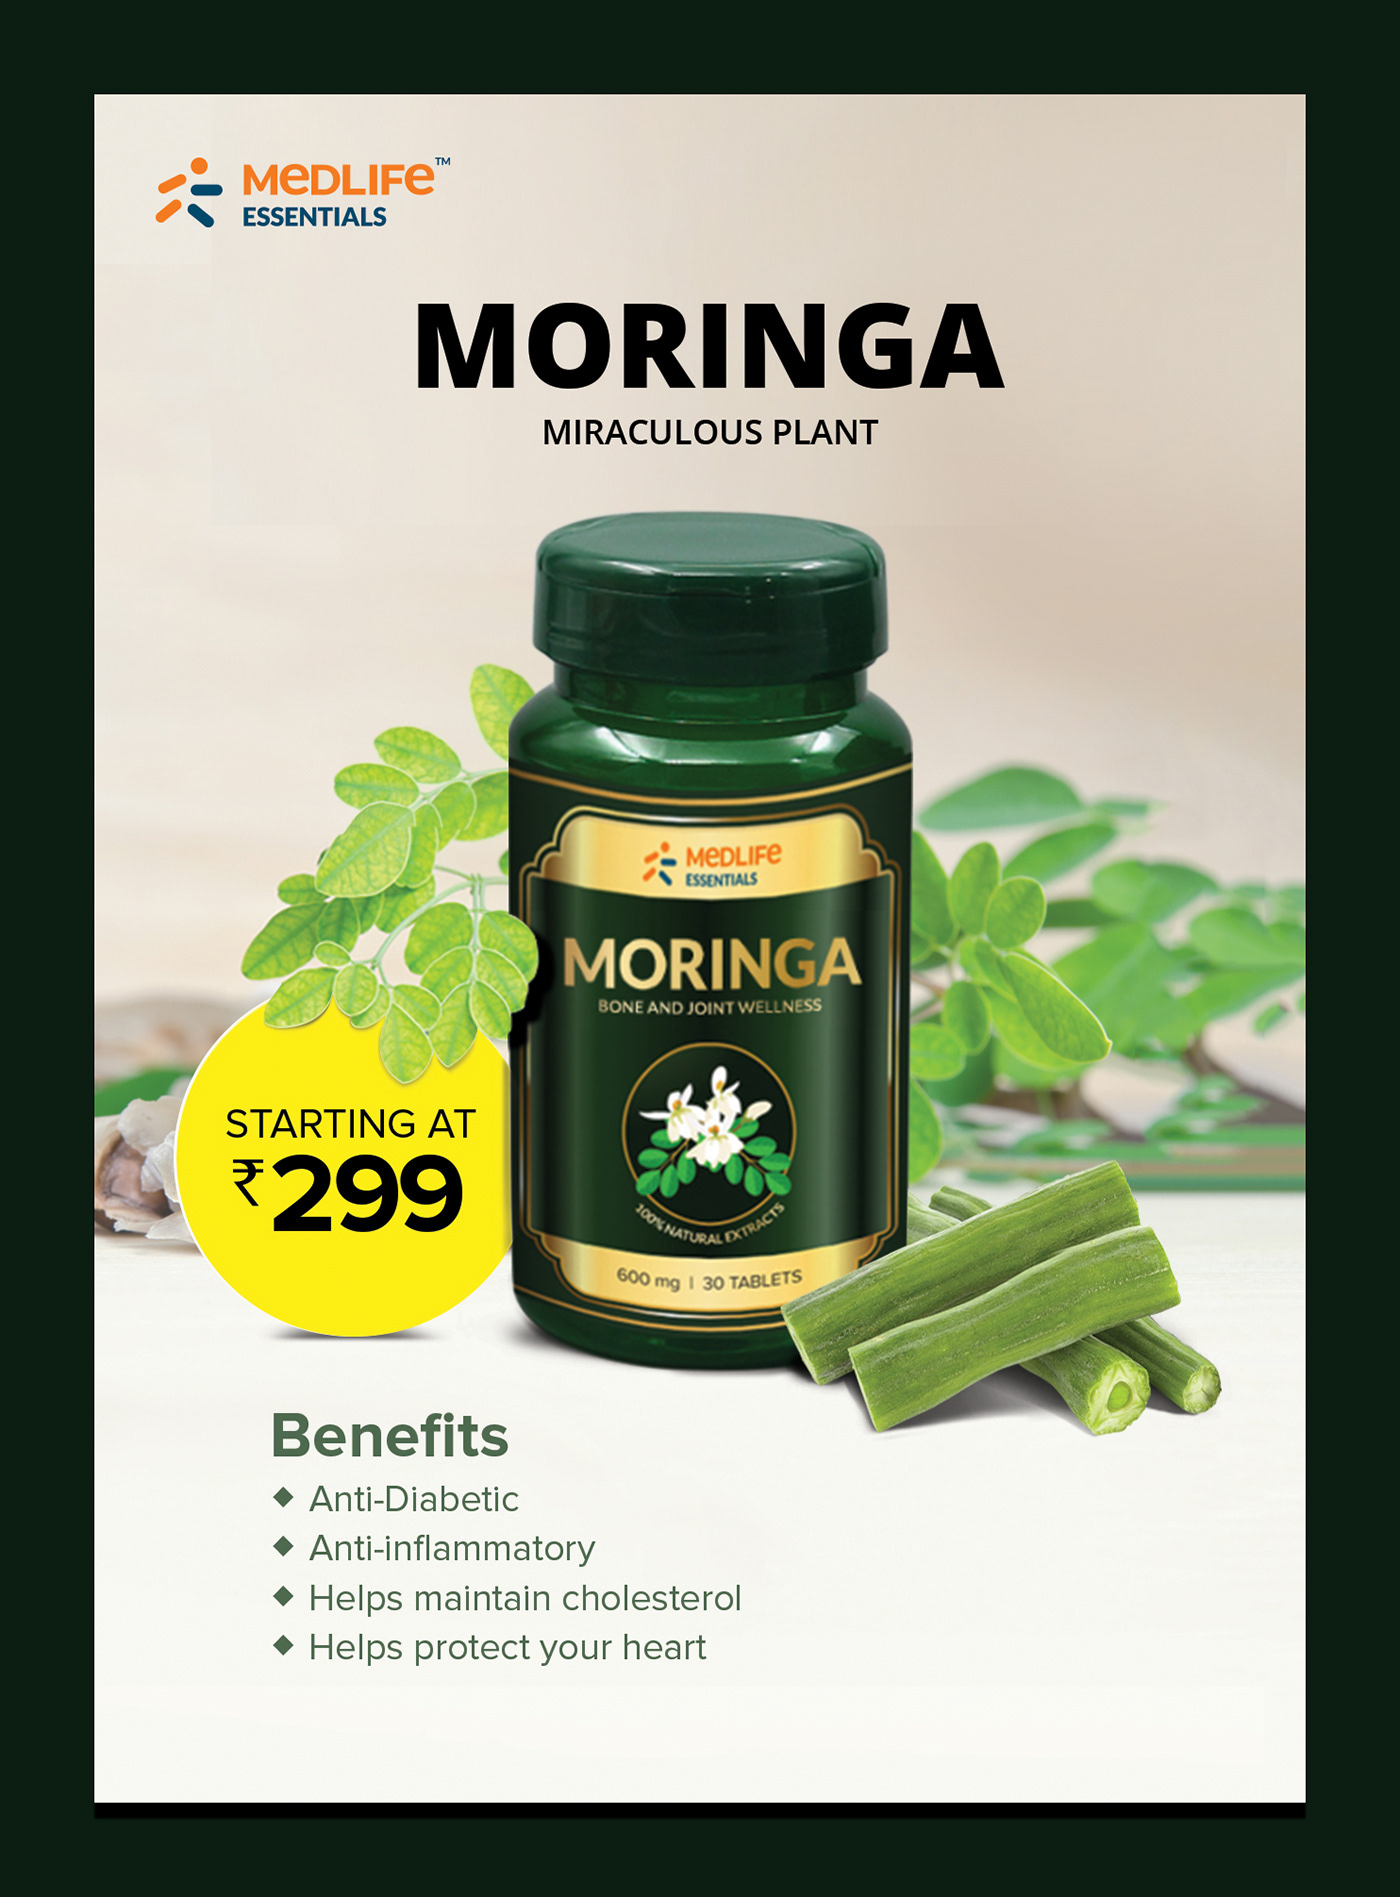 MEDLIFE™
ESSENTIALS
MORINGA
MIRACULOUS PLANT
MEDLIFE
ESSENTIALS
MORINGA
BONE AND JOINT WELLNESS
100% NATURAL EXTRACTS
600 mg | 30 TABLETS
STARTING AT
₹299
Benefits
◆ Anti-Diabetic
◆ Anti-inflammatory
◆ Helps maintain cholesterol
◆ Helps protect your heart